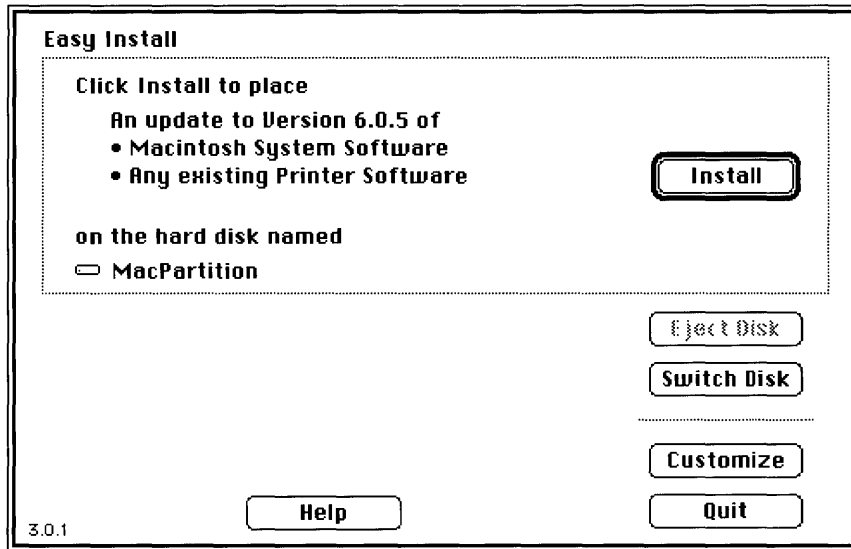 Easy Install
Click Install to place
An update to Version 6.0.5 of
• Macintosh System Software
• Any existing Printer Software
Install
on the hard disk named
MacPartition
Eject Disk
Switch Disk
Customize
Help
Quit
3.0.1